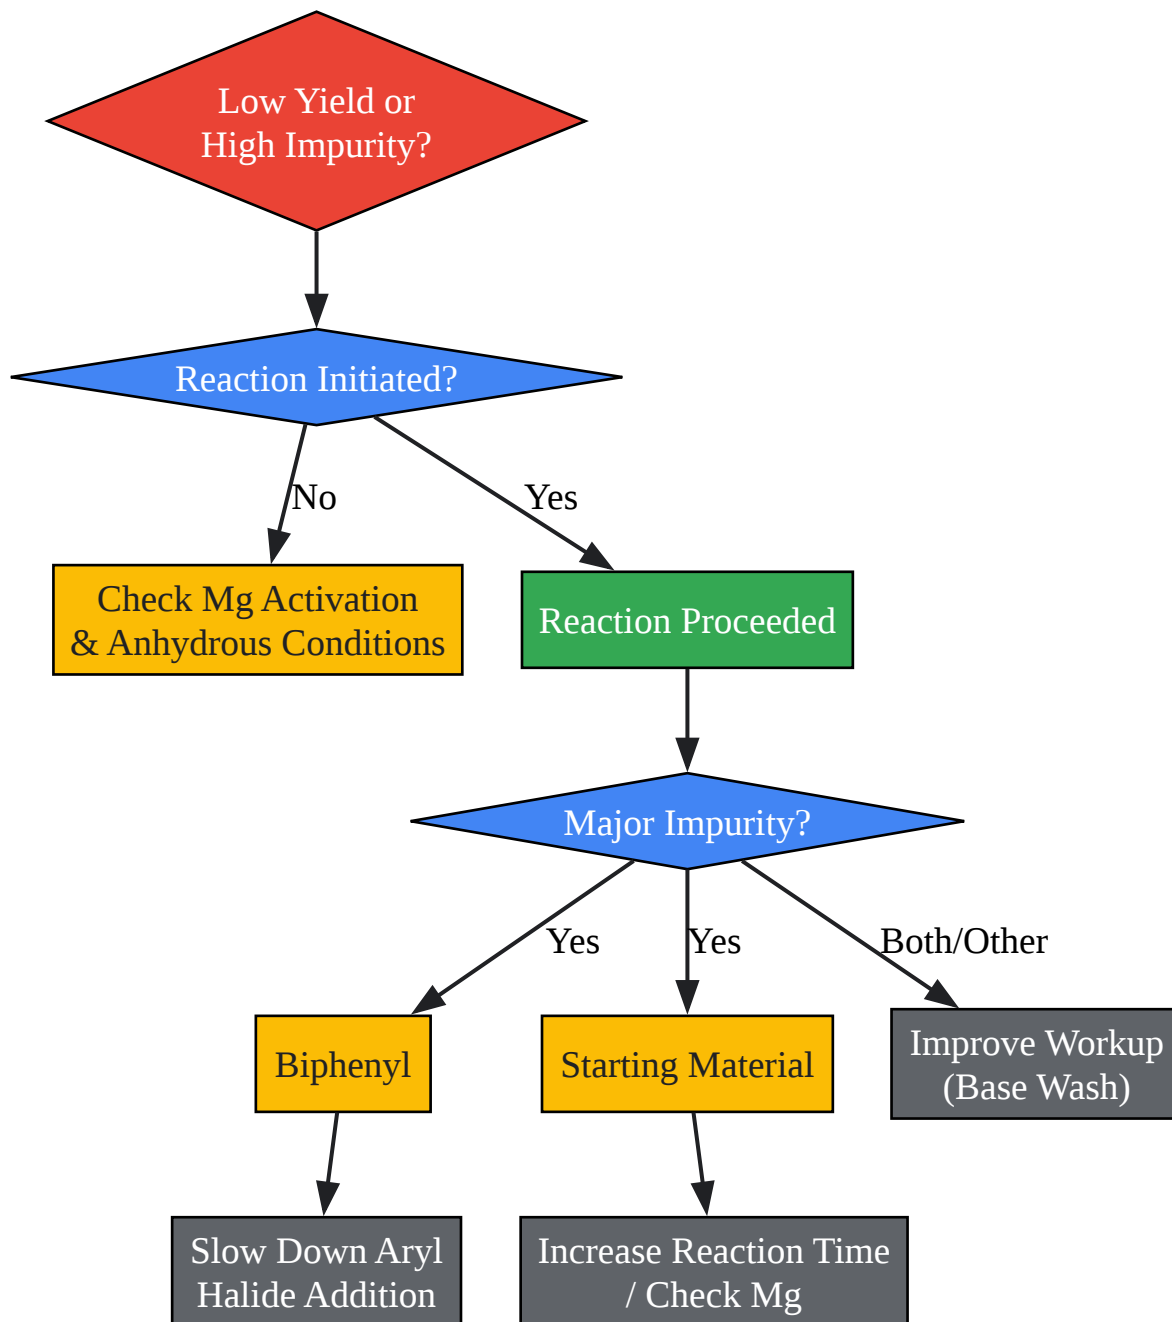 Low Yield or
High Impurity?
Reaction Initiated?
No
Yes
Check Mg Activation
& Anhydrous Conditions
Reaction Proceeded
Major Impurity?
Yes
Yes
Both/Other
Biphenyl
Starting Material
Improve Workup
(Base Wash)
Slow Down Aryl
Halide Addition
Increase Reaction Time
/ Check Mg